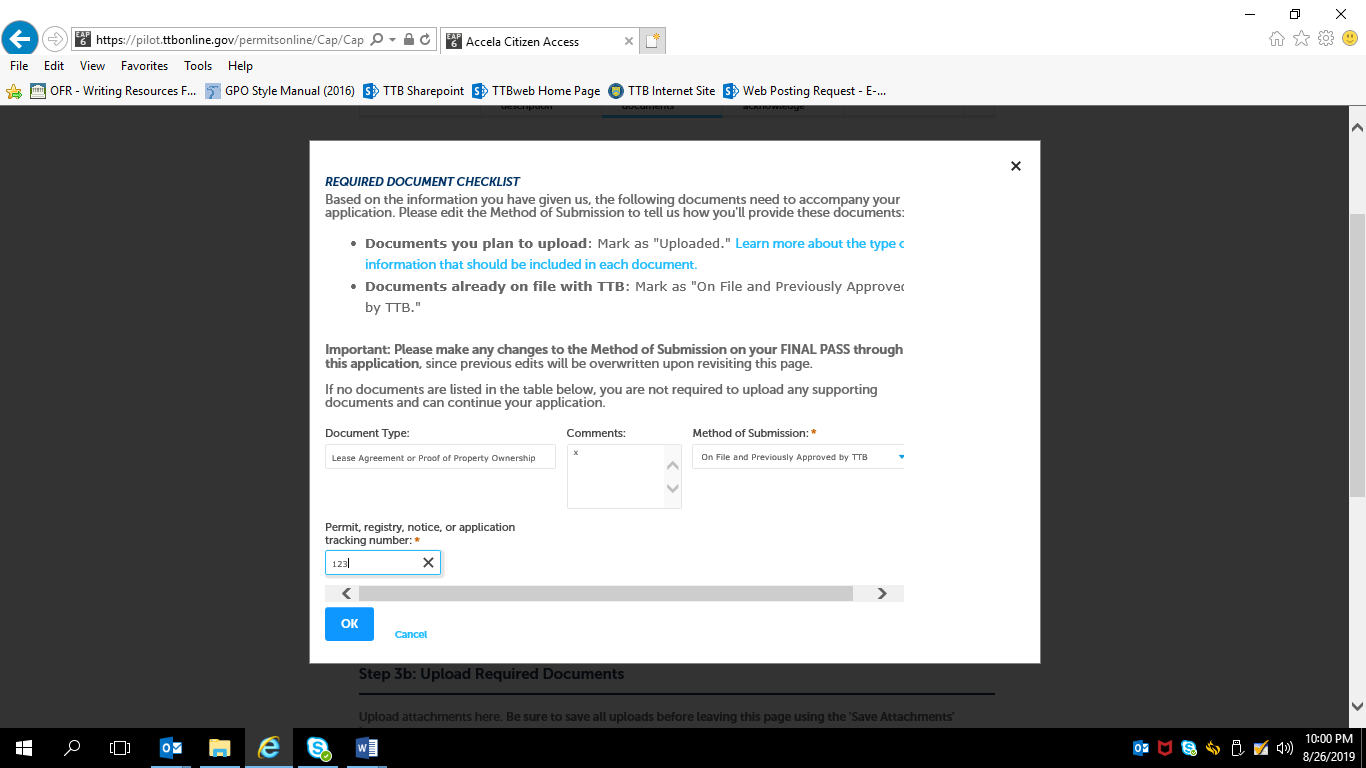 https://pilot.ttbonline.gov/permitsonline/Cap/Cap
Accela Citizen Access
File Edit View Favorites Tools Help
OFR - Writing Resources F... GPO Style Manual (2016) TTB Sharepoint TTBweb Home Page TTB Internet Site Web Posting Request - E-...
description documents acknowledge
REQUIRED DOCUMENT CHECKLIST
Based on the information you have given us, the following documents need to accompany your
application. Please edit the Method of Submission to tell us how you'll provide these documents:
• Documents you plan to upload: Mark as "Uploaded." Learn more about the type o
information that should be included in each document.
• Documents already on file with TTB: Mark as "On File and Previously Approved
by TTB."
Important: Please make any changes to the Method of Submission on your FINAL PASS through
this application, since previous edits will be overwritten upon revisiting this page.
If no documents are listed in the table below, you are not required to upload any supporting
documents and can continue your application.
Document Type: Comments: Method of Submission: *
Lease Agreement or Proof of Property Ownership x On File and Previously Approved by TTB
Permit, registry, notice, or application
tracking number: *
123
OK
Cancel
Step 3b: Upload Required Documents
Upload attachments here. Be sure to save all uploads before leaving this page using the 'Save Attachments'
10:00 PM
8/26/2019